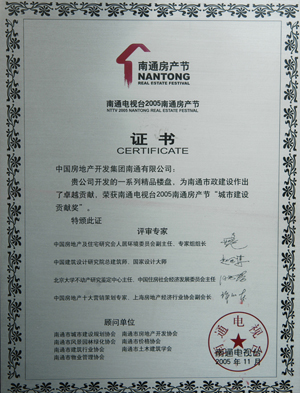 南通房产节
NANTONG
REAL ESTATE FESTIVAL
南通电视台2005南通房产节
NTTV 2005 NANTONG REAL ESTATE FESTIVAL
证书
CERTIFICATE
中国房地产开发集团南通有限公司：
贵公司开发的一系列精品楼盘，为南通市政建设作出
了卓越贡献，荣获南通电视台2005南通房产节“城市建设
贡献奖”。
特颁此证
评审专家
中国房地产及住宅研究会人居环境委员会副主任、专家组组长
中国建筑设计研究院总建筑师、国家设计大师
北京大学不动产研究鉴定中心主任、中国住房社会经济发展委员会主任
中国房地产十大营销策划专家、上海房地产经济行业协会副会长
顾问单位
南通市城市建设规划协会 南通市房地产开发协会
南通市风景园林绿化协会 南通市价格协会
南通市建筑行业协会 南通市土木建筑学会
南通市物业管理协会
南通电视台
南通电视台
2005年11月